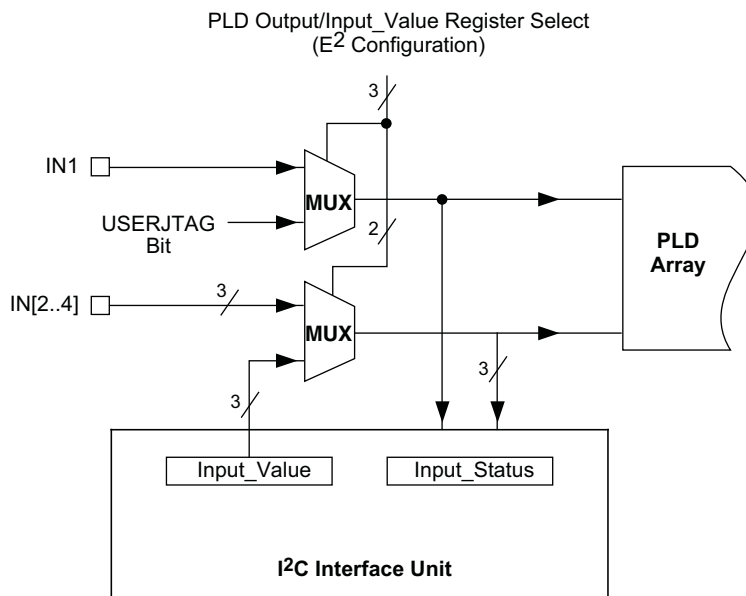 PLD Output/Input_Value Register Select
(E² Configuration)
3
IN1
MUX
USERJTAG
Bit
2
PLD
Array
IN[2..4]
3
MUX
3
3
Input_Value
Input_Status
I²C Interface Unit